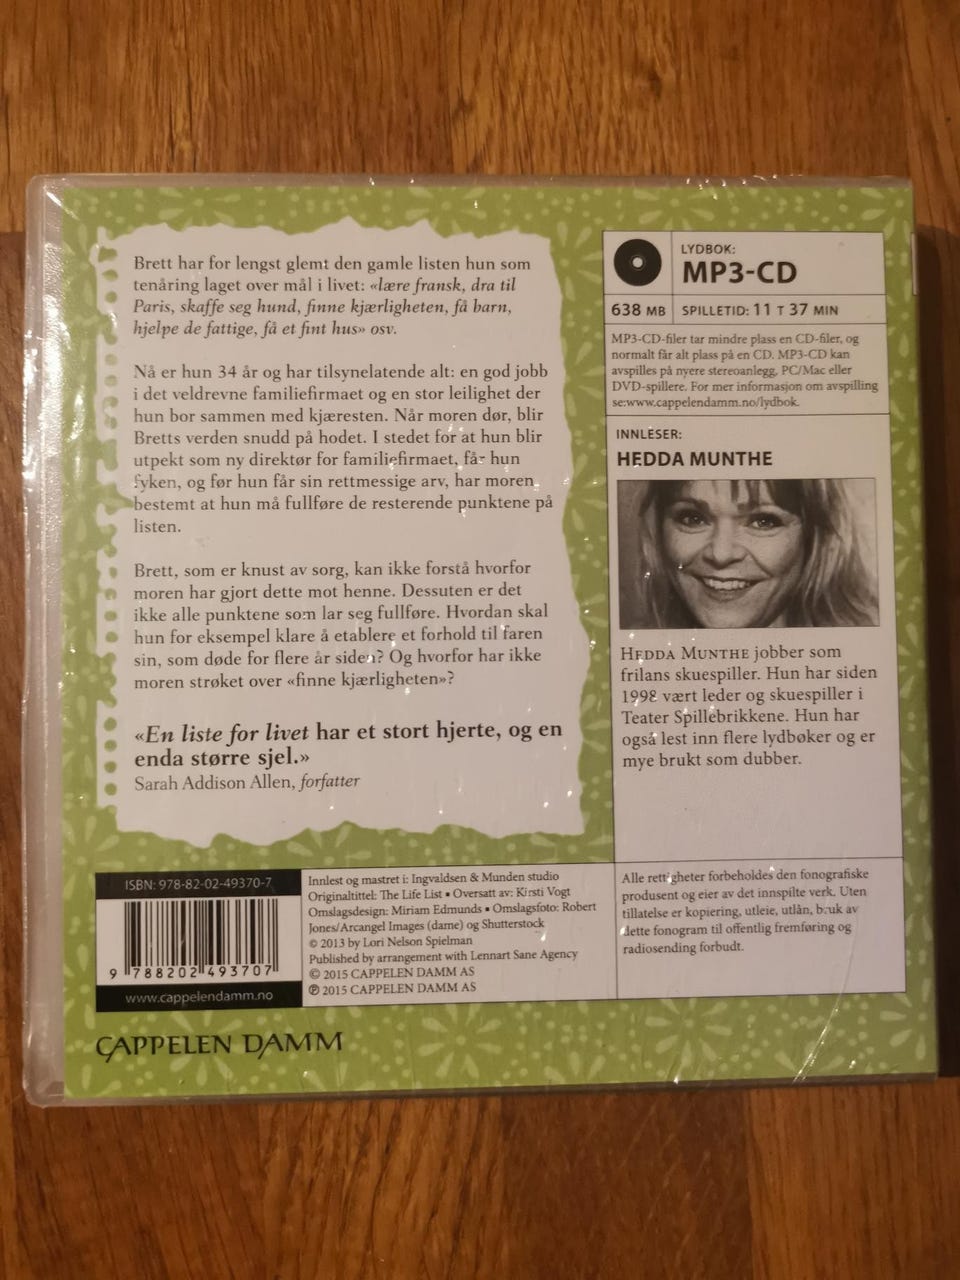 Brett har for lengst glemt den gamle listen hun som
tenåring laget over mål i livet: «lære fransk, dra til
Paris, skaffe seg hund, finne kjærligheten, få barn,
hjelpe de fattige, få et fint hus» osv.
Nå er hun 34 år og har tilsynelatende alt: en god jobb
i det veldrevne familiefirmaet og en stor leilighet der
hun bor sammen med kjæresten. Når moren dør, blir
Bretts verden snudd på hodet. I stedet for at hun blir
utpekt som ny direktør for familiefirmaet, får hun
fyken, og før hun får sin rettmessige arv, har moren
bestemt at hun må fullføre de resterende punktene på
listen.
Brett, som er knust av sorg, kan ikke forstå hvorfor
moren har gjort dette mot henne. Dessuten er det
ikke alle punktene som lar seg fullføre. Hvordan skal
hun for eksempel klare å etablere et forhold til faren
sin, som døde for flere år siden? Og hvorfor har ikke
moren strøket over «finne kjærligheten»?
«En liste for livet har et stort hjerte, og en
enda større sjel.»
Sarah Addison Allen, forfatter
LYDBOK:
MP3-CD
638 MB SPILLETID: 11 T 37 MIN
MP3-CD-filer tar mindre plass en CD-filer, og
normalt får alt plass på en CD. MP3-CD kan
avspilles på nyere stereoanlegg, PC/Mac eller
DVD-spillere. For mer informasjon om avspilling
se:www.cappelendamm.no/lydbok.
INNLESER:
HEDDA MUNTHE
HEDDA MUNTHE jobber som
frilans skuespiller. Hun har siden
1998 vært leder og skuespiller i
Teater Spillebrikkene. Hun har
også lest inn flere lydbøker og er
mye brukt som dubber.
ISBN: 978-82-02-49370-7
9 788202 493707
www.cappelendamm.no
Innlest og mastret i: Ingvaldsen & Munden studio
Originaltittel: The Life List ▪ Oversatt av: Kirsti Vogt
Omslagsdesign: Miriam Edmunds ▪ Omslagsfoto: Robert
Jones/Arcangel Images (dame) og Shutterstock
© 2013 by Lori Nelson Spielman
Published by arrangement with Lennart Sane Agency
© 2015 CAPPELEN DAMM AS
℗ 2015 CAPPELEN DAMM AS
Alle rettigheter forbeholdes den fonografiske
produsent og eier av det innspilte verk. Uten
tillatelse er kopiering, utleie, utlån, bruk av
dette fonogram til offentlig fremføring og
radiosending forbudt.
CAPPELEN DAMM